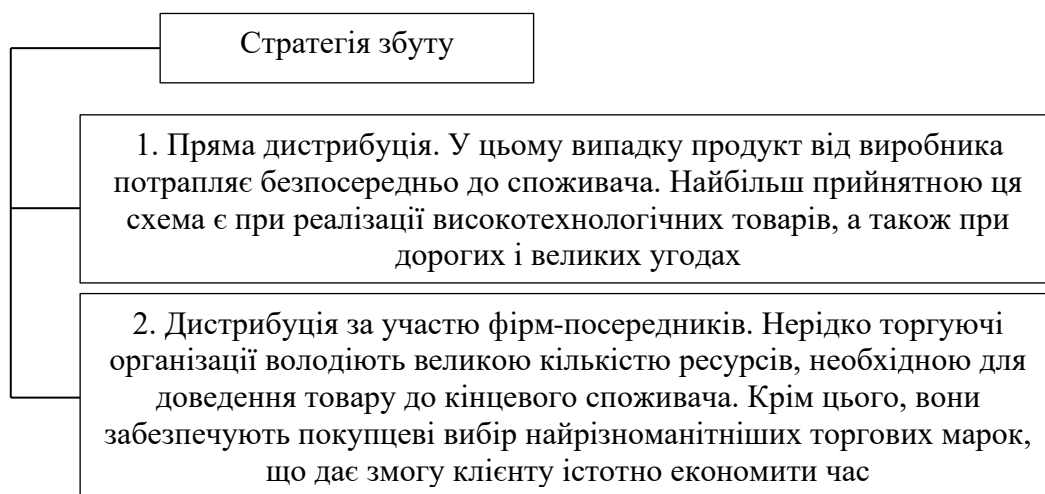 Стратегія збуту
1. Пряма дистрибуція. У цьому випадку продукт від виробника
потрапляє безпосередньо до споживача. Найбільш прийнятною ця
схема є при реалізації високотехнологічних товарів, а також при
дорогих і великих угодах
2. Дистрибуція за участю фірм-посередників. Нерідко торгуючі
організації володіють великою кількістю ресурсів, необхідною для
доведення товару до кінцевого споживача. Крім цього, вони
забезпечують покупцеві вибір найрізноманітніших торгових марок,
що дає змогу клієнту істотно економити час